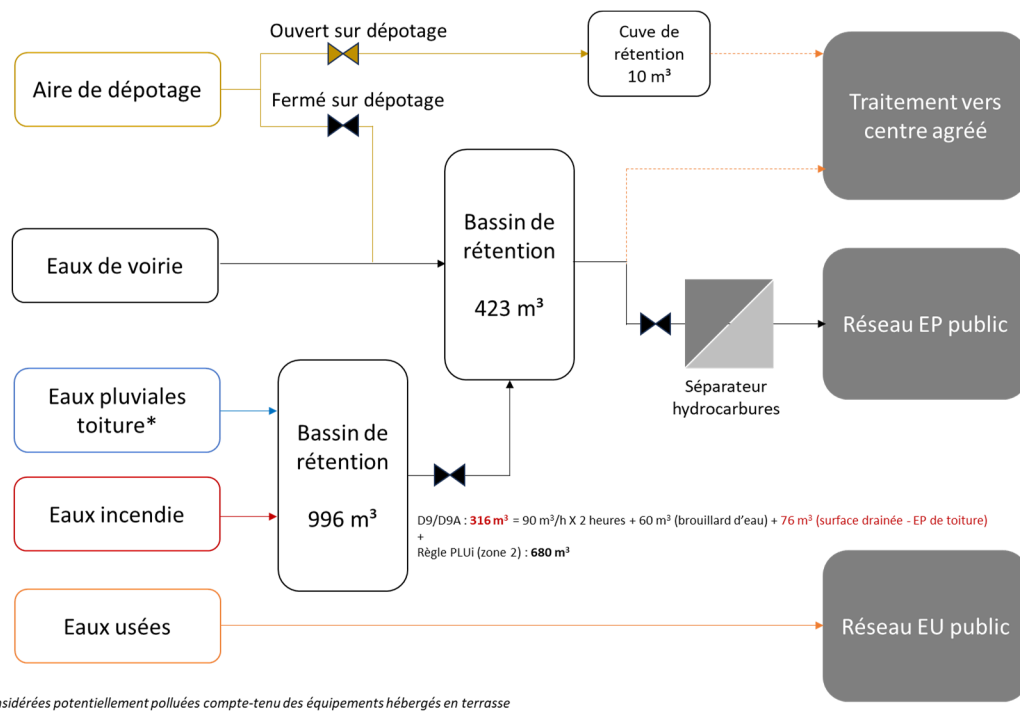 Ouvert sur dépotage
Cuve de
rétention
10 m³
Aire de dépotage
Fermé sur dépotage
Traitement vers
centre agréé
Bassin de
rétention
423 m³
Eaux de voirie
Réseau EP public
Séparateur
hydrocarbures
Eaux pluviales
toiture*
Bassin de
rétention
996 m³
Eaux incendie
D9/D9A : 316 m³ = 90 m³/h X 2 heures + 60 m³ (brouillard d'eau) + 76 m³ (surface drainée - EP de toiture)
+
Règle PLUi (zone 2) : 680 m³
Eaux usées
Réseau EU public
potentiellement polluées compte-tenu des équipements hébergés en terrasse